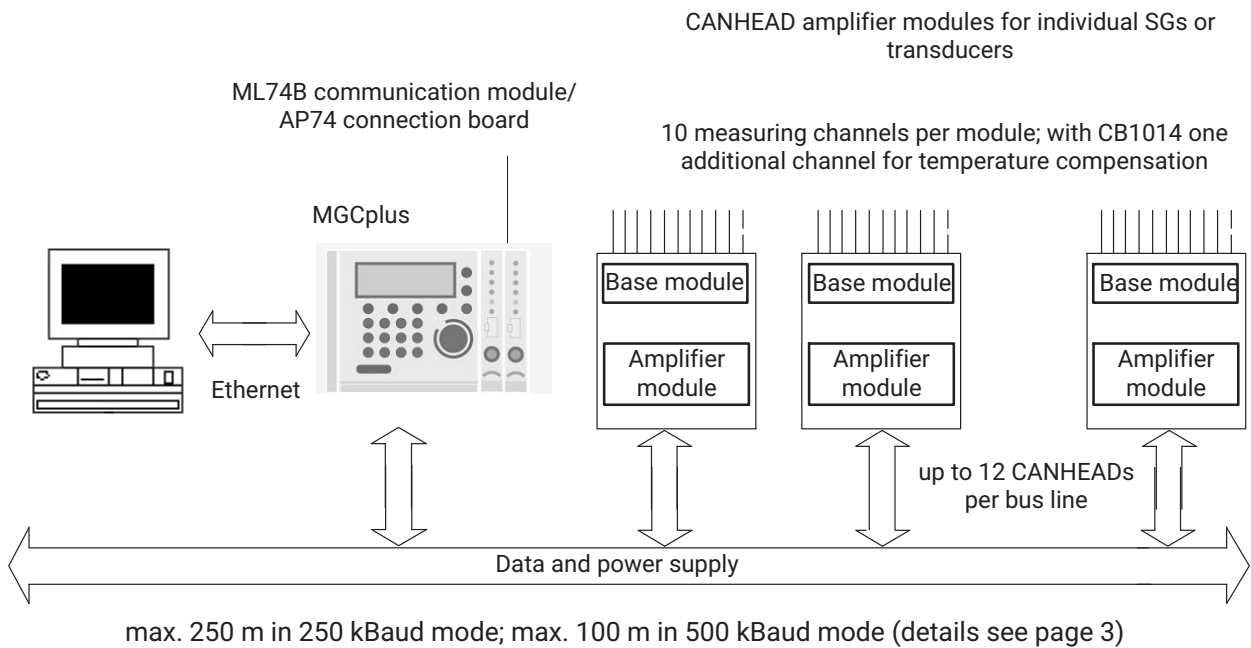 CANHEAD amplifier modules for individual SGs or
transducers
ML74B communication module/
AP74 connection board
10 measuring channels per module; with CB1014 one
additional channel for temperature compensation
MGCplus
Ethernet
Base module
Amplifier
module
Base module
Amplifier
module
Base module
Amplifier
module
up to 12 CANHEADs
per bus line
Data and power supply
max. 250 m in 250 kBaud mode; max. 100 m in 500 kBaud mode (details see page 3)